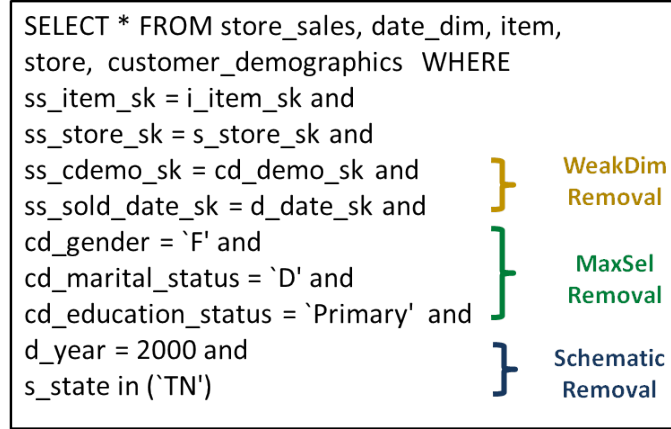 SELECT * FROM store_sales, date_dim, item,
store, customer_demographics WHERE
ss_item_sk = i_item_sk and
ss_store_sk = s_store_sk and
ss_cdemo_sk = cd_demo_sk and
ss_sold_date_sk = d_date_sk and
cd_gender = `F' and
cd_marital_status = `D' and
cd_education_status = `Primary' and
d_year = 2000 and
s_state in (`TN')
WeakDim
Removal
MaxSel
Removal
Schematic
Removal